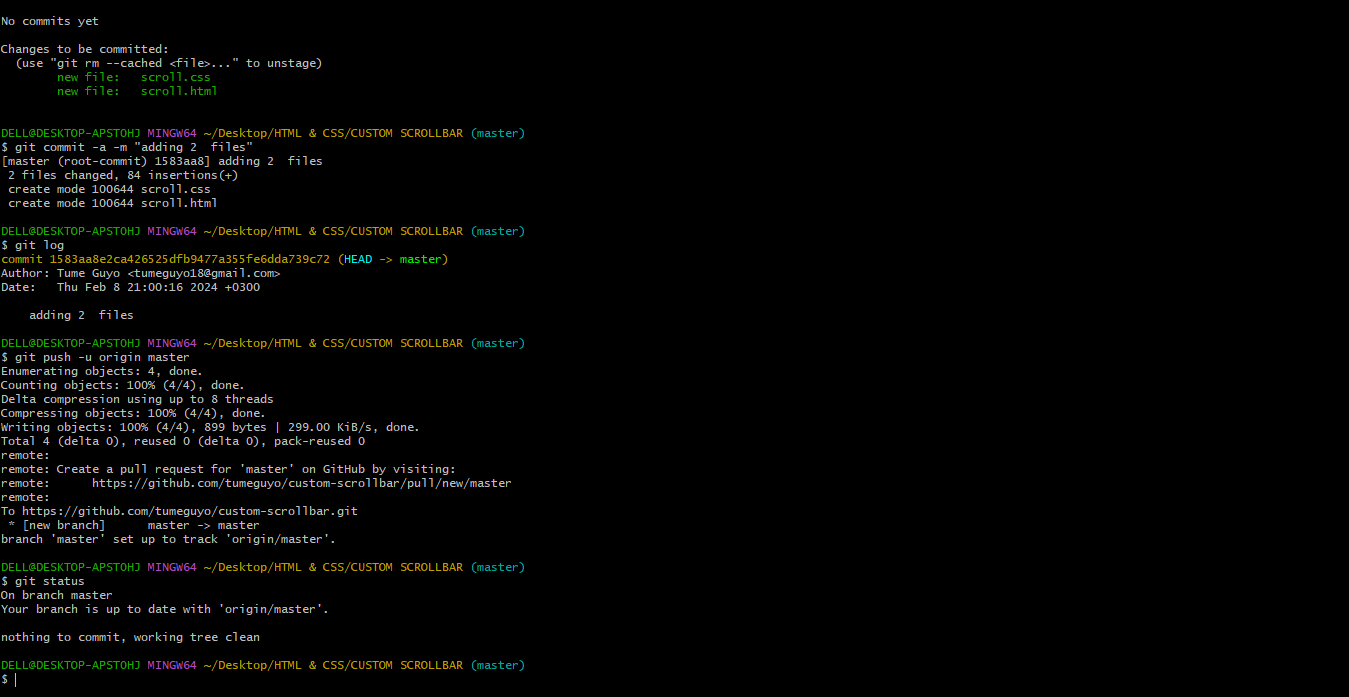 No commits yet
Changes to be committed:
  (use "git rm --cached <file>..." to unstage)
        new file:   scroll.css
        new file:   scroll.html
DELL@DESKTOP-APSTOHJ MINGW64 ~/Desktop/HTML & CSS/CUSTOM SCROLLBAR (master)
$ git commit -a -m "adding 2  files"
[master (root-commit) 1583aa8] adding 2  files
 2 files changed, 84 insertions(+)
 create mode 100644 scroll.css
 create mode 100644 scroll.html
DELL@DESKTOP-APSTOHJ MINGW64 ~/Desktop/HTML & CSS/CUSTOM SCROLLBAR (master)
$ git log
commit 1583aa8e2ca426525dfb9477a355fe6dda739c72 (HEAD -> master)
Author: Tume Guyo <tumeguyo18@gmail.com>
Date:   Thu Feb 8 21:00:16 2024 +0300
    adding 2  files
DELL@DESKTOP-APSTOHJ MINGW64 ~/Desktop/HTML & CSS/CUSTOM SCROLLBAR (master)
$ git push -u origin master
Enumerating objects: 4, done.
Counting objects: 100% (4/4), done.
Delta compression using up to 8 threads
Compressing objects: 100% (4/4), done.
Writing objects: 100% (4/4), 899 bytes | 299.00 KiB/s, done.
Total 4 (delta 0), reused 0 (delta 0), pack-reused 0
remote:
remote: Create a pull request for 'master' on GitHub by visiting:
remote:      https://github.com/tumeguyo/custom-scrollbar/pull/new/master
remote:
To https://github.com/tumeguyo/custom-scrollbar.git
 * [new branch]      master -> master
branch 'master' set up to track 'origin/master'.
DELL@DESKTOP-APSTOHJ MINGW64 ~/Desktop/HTML & CSS/CUSTOM SCROLLBAR (master)
$ git status
On branch master
Your branch is up to date with 'origin/master'.
nothing to commit, working tree clean
DELL@DESKTOP-APSTOHJ MINGW64 ~/Desktop/HTML & CSS/CUSTOM SCROLLBAR (master)
$